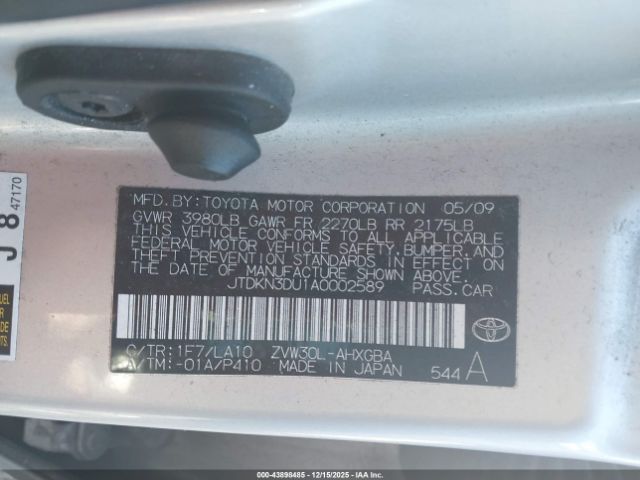 MFD.BY:TOYOTA MOTOR CORPORATION 05/09
GVWR 3980LB GAWR FR 2270LB RR 2175LB
THIS VEHICLE CONFORMS TO ALL APPLICABLE
FEDERAL MOTOR VEHICLE SAFETY,BUMPER,AND
THEFT PREVENTION STANDARDS IN EFFECT ON
THE DATE OF MANUFACTURE SHOWN ABOVE.
JTDKN3DU1A0002589 PASS.CAR
C/TR:1F7/LA10 ZVW30L-AHXGBA
A/TM:-01A/P410 MADE IN JAPAN 544 A
TOYOTA
J 8 47170
000-43898485 - 12/15/2025 - IAA Inc.